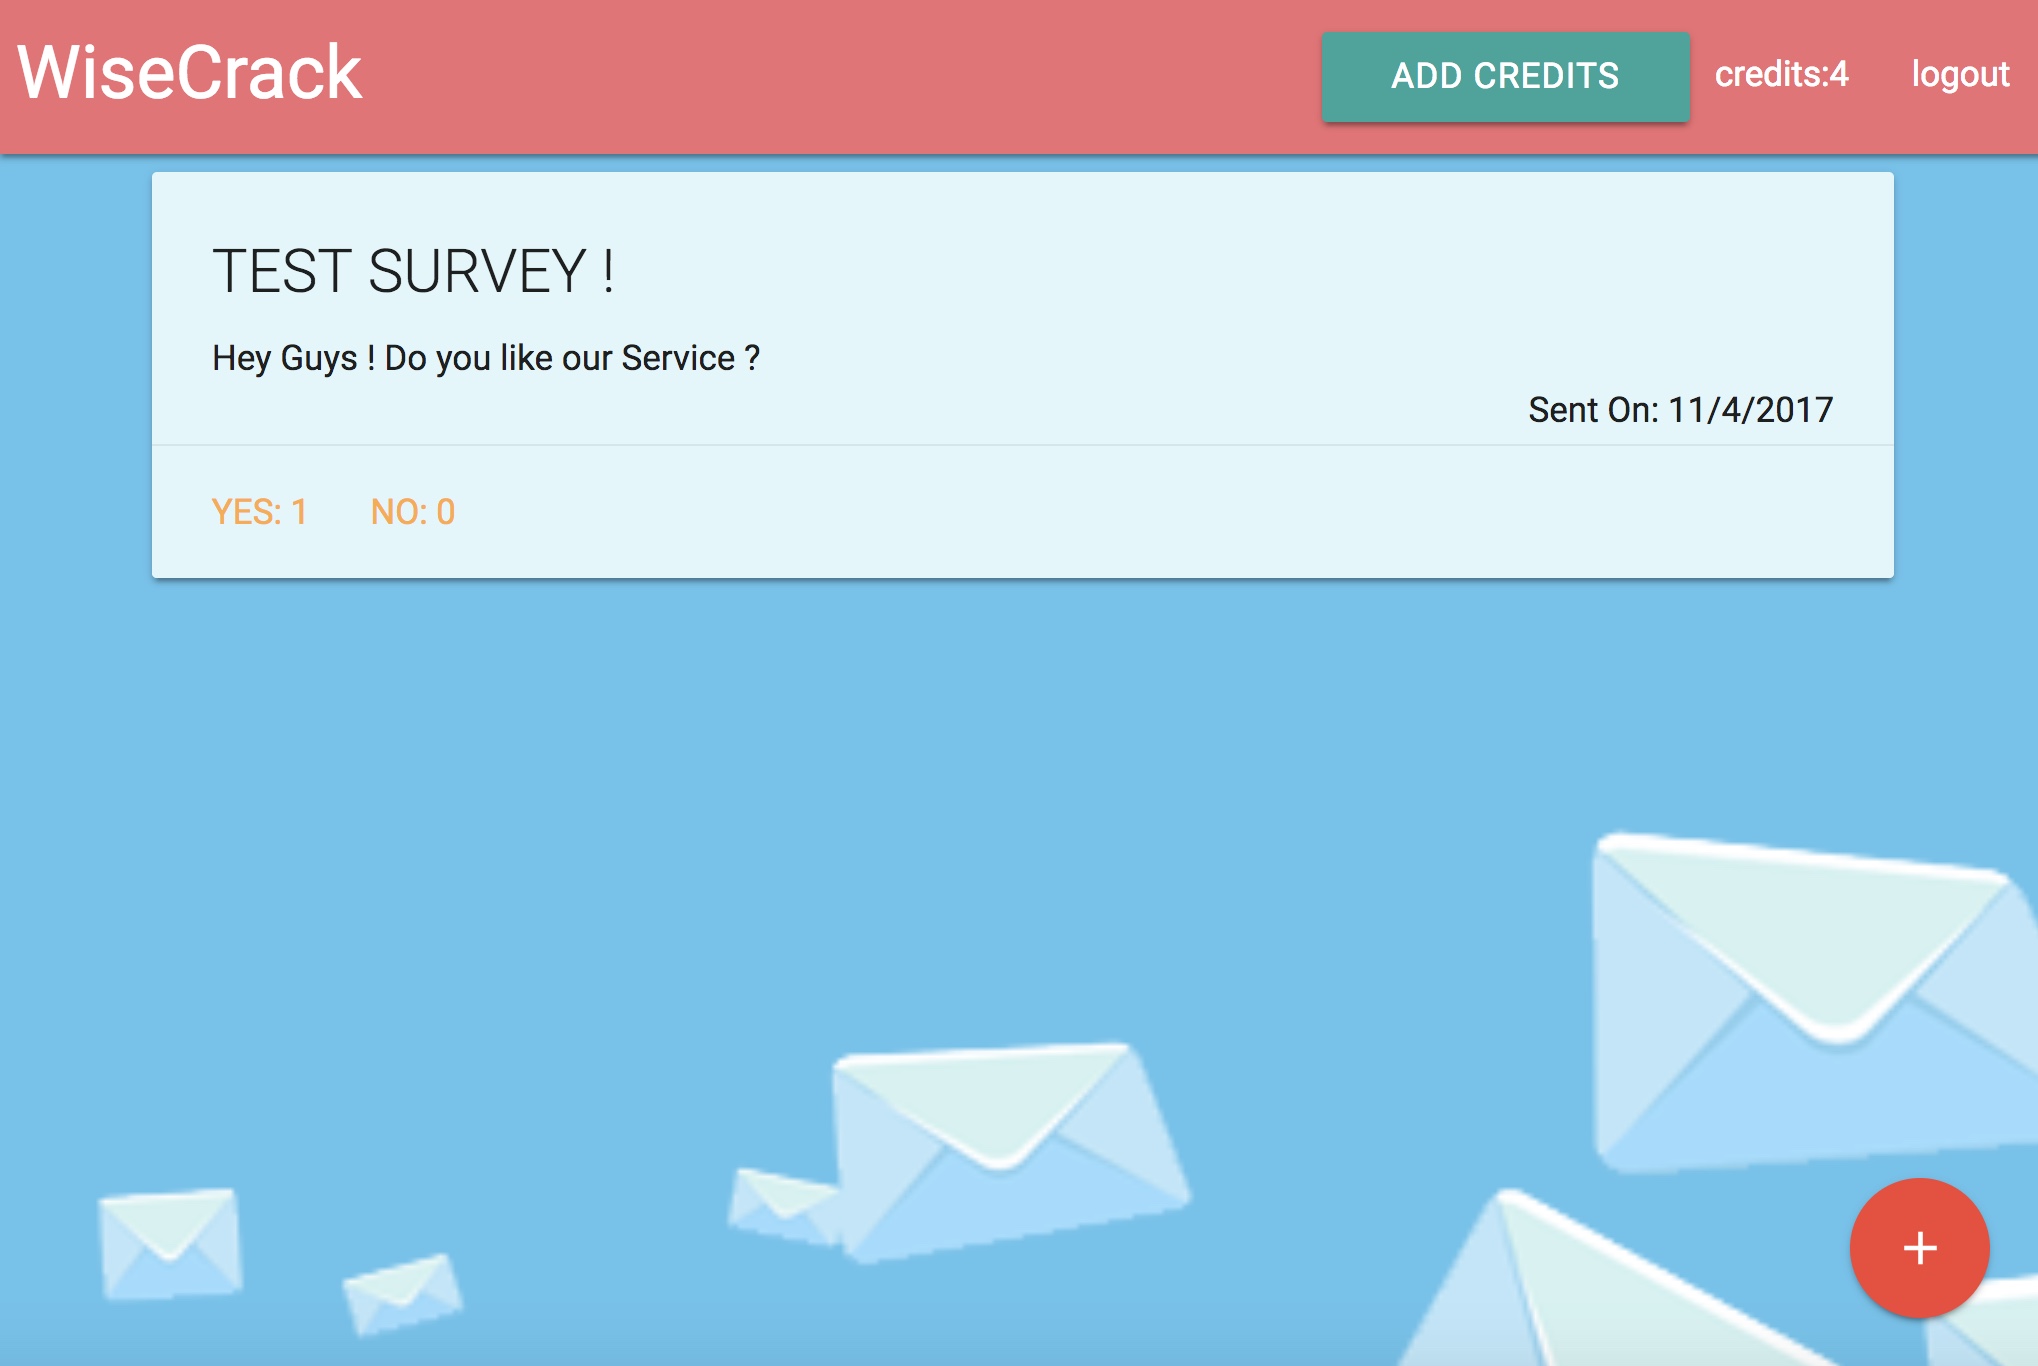 WiseCrack
ADD CREDITS
credits:4
logout
TEST SURVEY !
Hey Guys ! Do you like our Service ?
Sent On: 11/4/2017
YES: 1 NO: 0
+